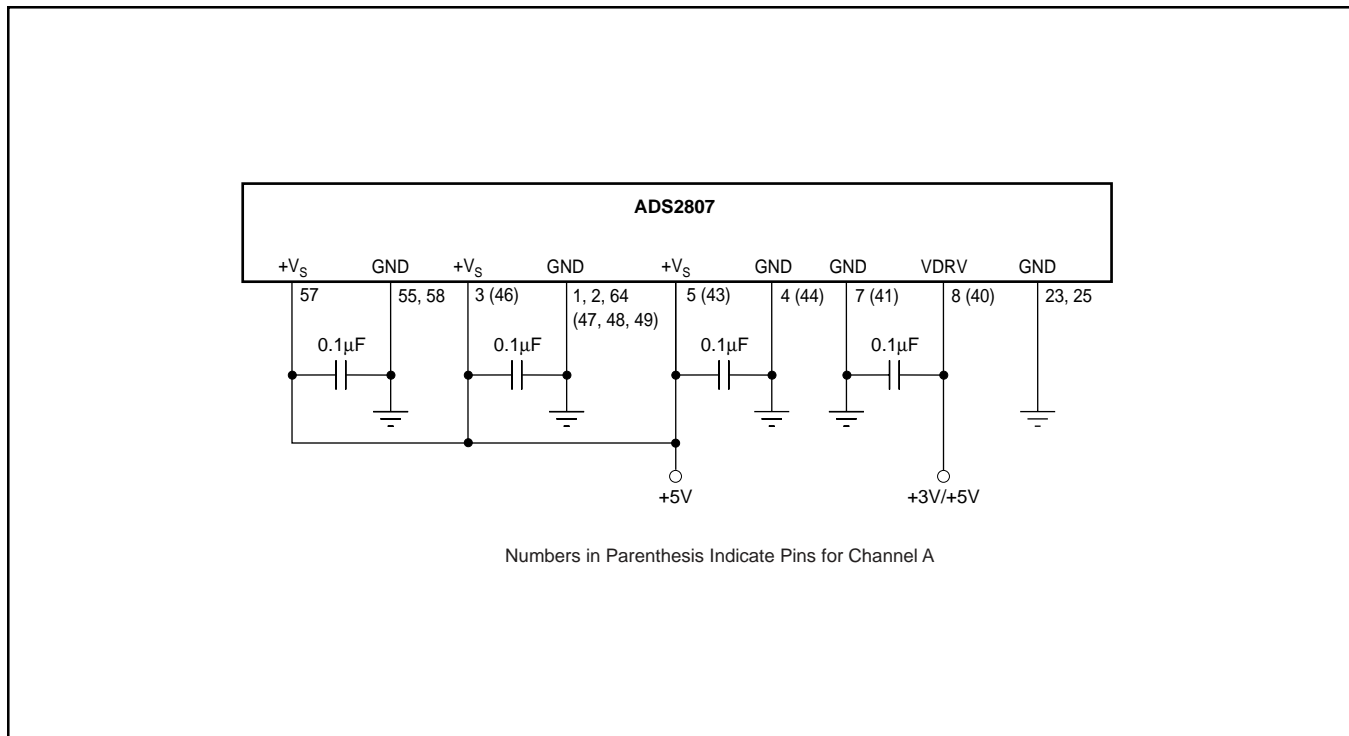 ADS2807
+VS GND +VS GND +VS GND GND VDRV GND
57 55, 58 3 (46) 1, 2, 64 5 (43) 4 (44) 7 (41) 8 (40) 23, 25
(47, 48, 49)
0.1µF 0.1µF 0.1µF 0.1µF
+5V +3V/+5V
Numbers in Parenthesis Indicate Pins for Channel A